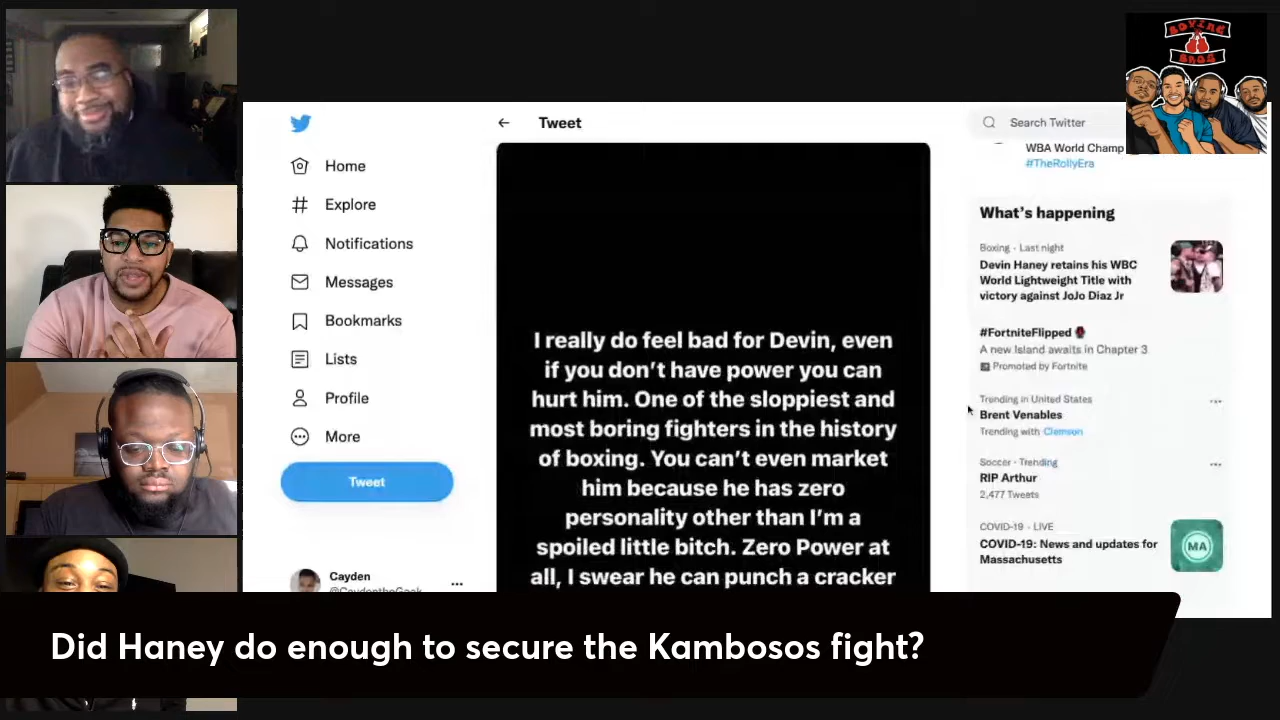 BOXING
BROS
Tweet
Search Twitter
Home
Explore
Notifications
Messages
Bookmarks
Lists
Profile
More
Tweet
Cayden
@CaydentheGeek
I really do feel bad for Devin, even
if you don’t have power you can
hurt him. One of the sloppiest and
most boring fighters in the history
of boxing. You can’t even market
him because he has zero
personality other than I’m a
spoiled little bitch. Zero Power at
all, I swear he can punch a cracker
WBA World Champ
#TheRollyEra
What’s happening
Boxing · Last night
Devin Haney retains his WBC
World Lightweight Title with
victory against JoJo Diaz Jr
#FortniteFlipped
A new Island awaits in Chapter 3
Promoted by Fortnite
Trending in United States
Brent Venables
Trending with Clemson
Soccer · Trending
RIP Arthur
2,477 Tweets
COVID-19 · LIVE
COVID-19: News and updates for
Massachusetts
MA
Did Haney do enough to secure the Kambosos fight?